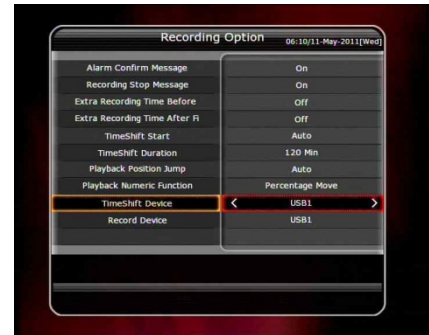 Recording Option 06:10/11-May-2011[Wed]
Alarm Confirm Message On
Recording Stop Message On
Extra Recording Time Before Off
Extra Recording Time After Fi Off
TimeShift Start Auto
TimeShift Duration 120 Min
Playback Position Jump Auto
Playback Numeric Function Percentage Move
TimeShift Device < USB1 >
Record Device USB1